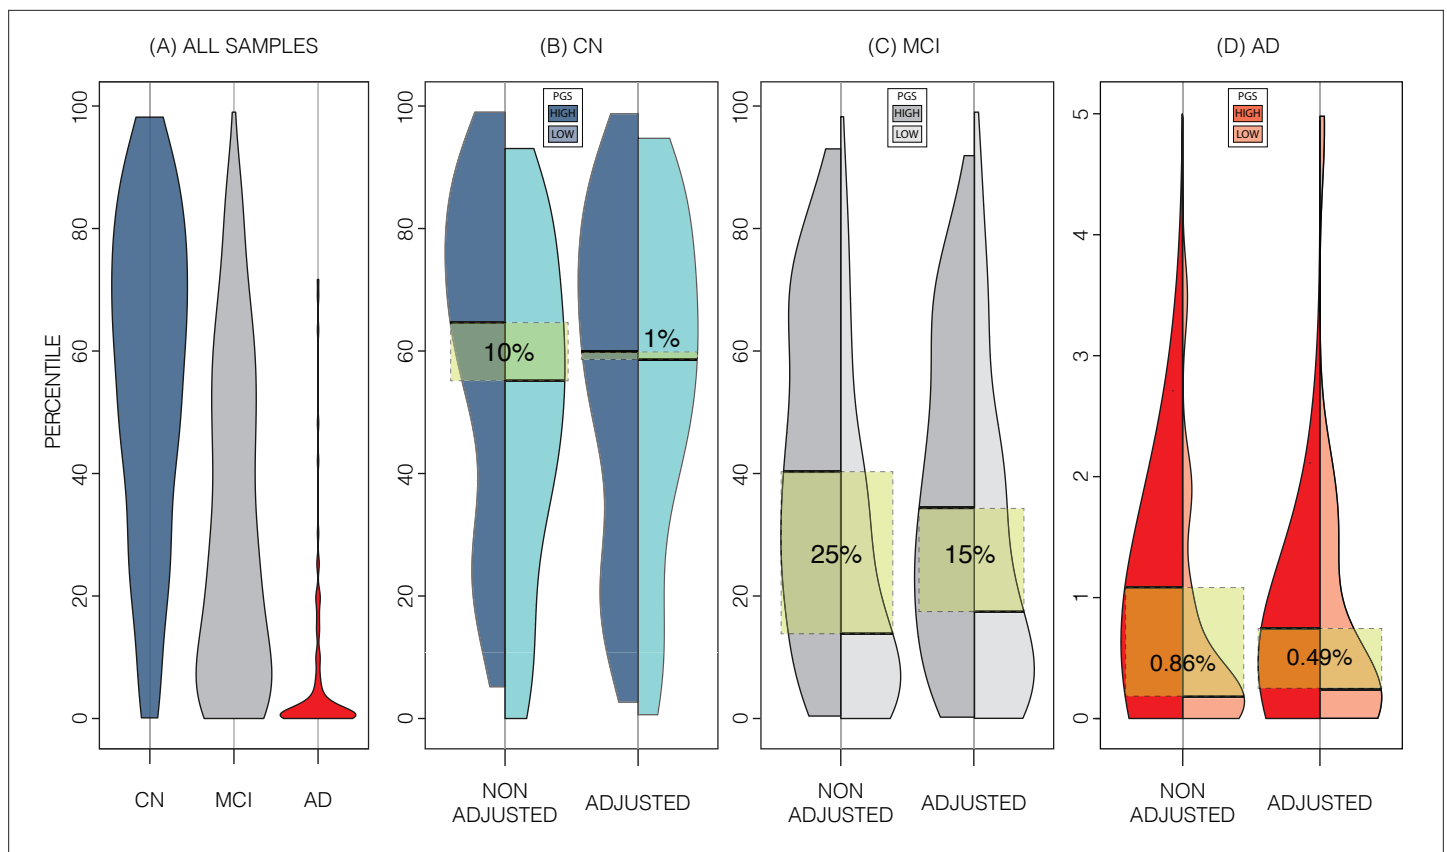 (A) ALL SAMPLES
(B) CN
(C) MCI
(D) AD
PERCENTILE
100
80
60
40
20
0
CN
MCI
AD
100
80
60
40
20
0
PGS
HIGH
LOW
10%
1%
NON
ADJUSTED
ADJUSTED
100
80
60
40
20
0
PGS
HIGH
LOW
25%
15%
NON
ADJUSTED
ADJUSTED
5
4
3
2
1
0
PGS
HIGH
LOW
0.86%
0.49%
NON
ADJUSTED
ADJUSTED